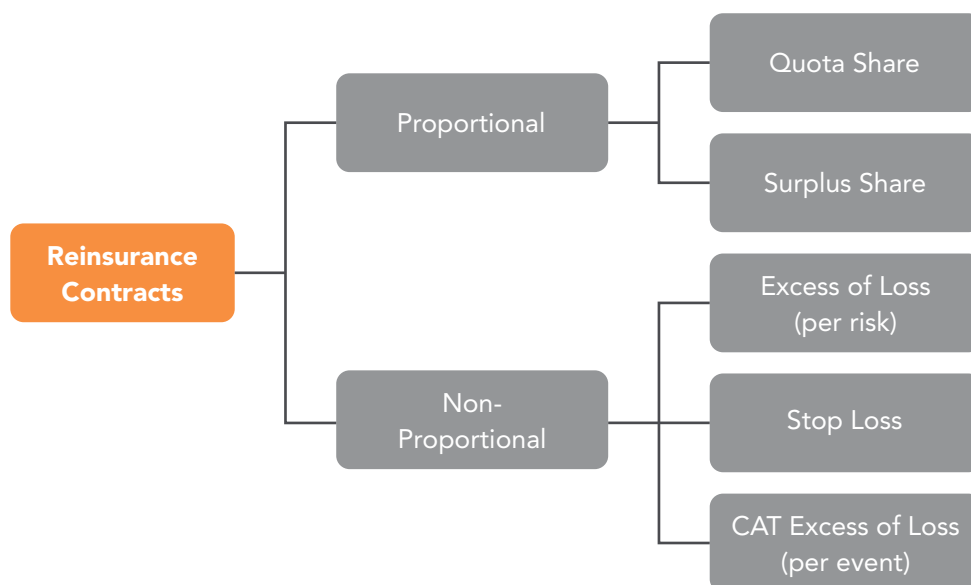 Reinsurance
Contracts
Proportional
Quota Share
Surplus Share
Non-
Proportional
Excess of Loss
(per risk)
Stop Loss
CAT Excess of Loss
(per event)